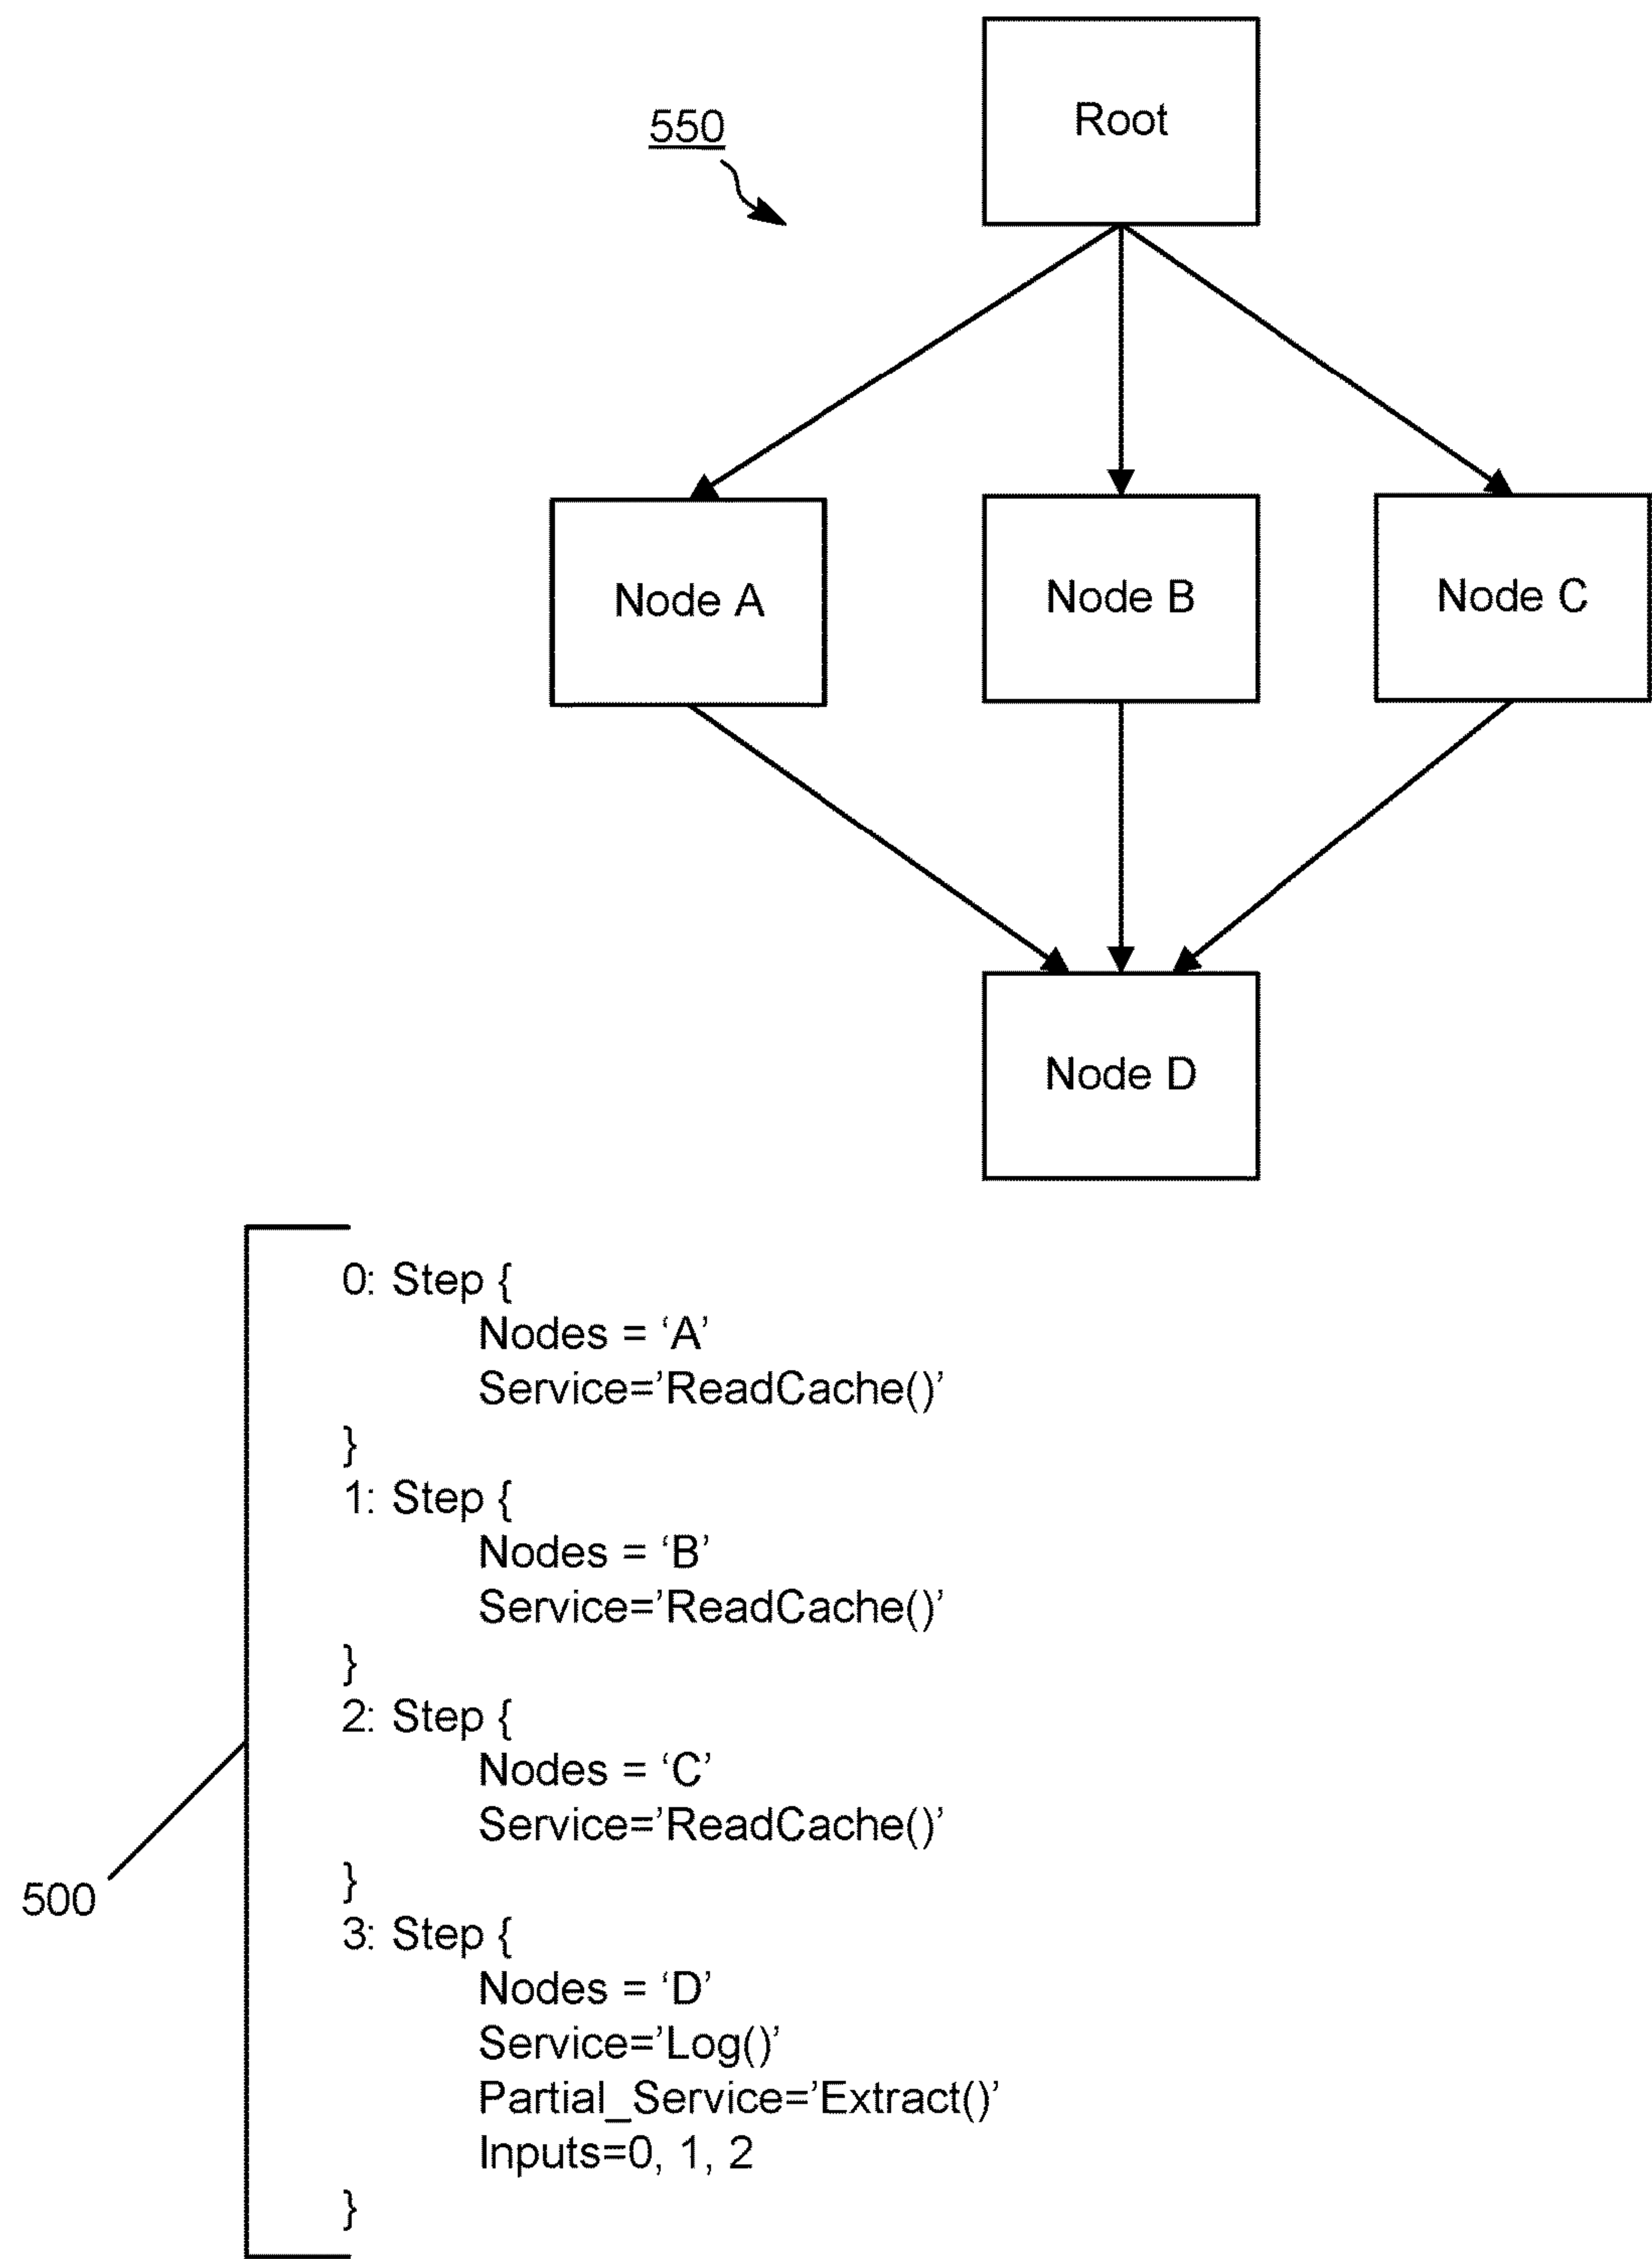 Root
550
Node A
Node B
Node C
Node D
0: Step {
Nodes = ‘A’
Service=’ReadCache()’
}
1: Step {
Nodes = ‘B’
Service=’ReadCache()’
}
2: Step {
Nodes = ‘C’
Service=’ReadCache()’
}
500
3: Step {
Nodes = ‘D’
Service=’Log()’
Partial_Service=’Extract()’
Inputs=0, 1, 2
}